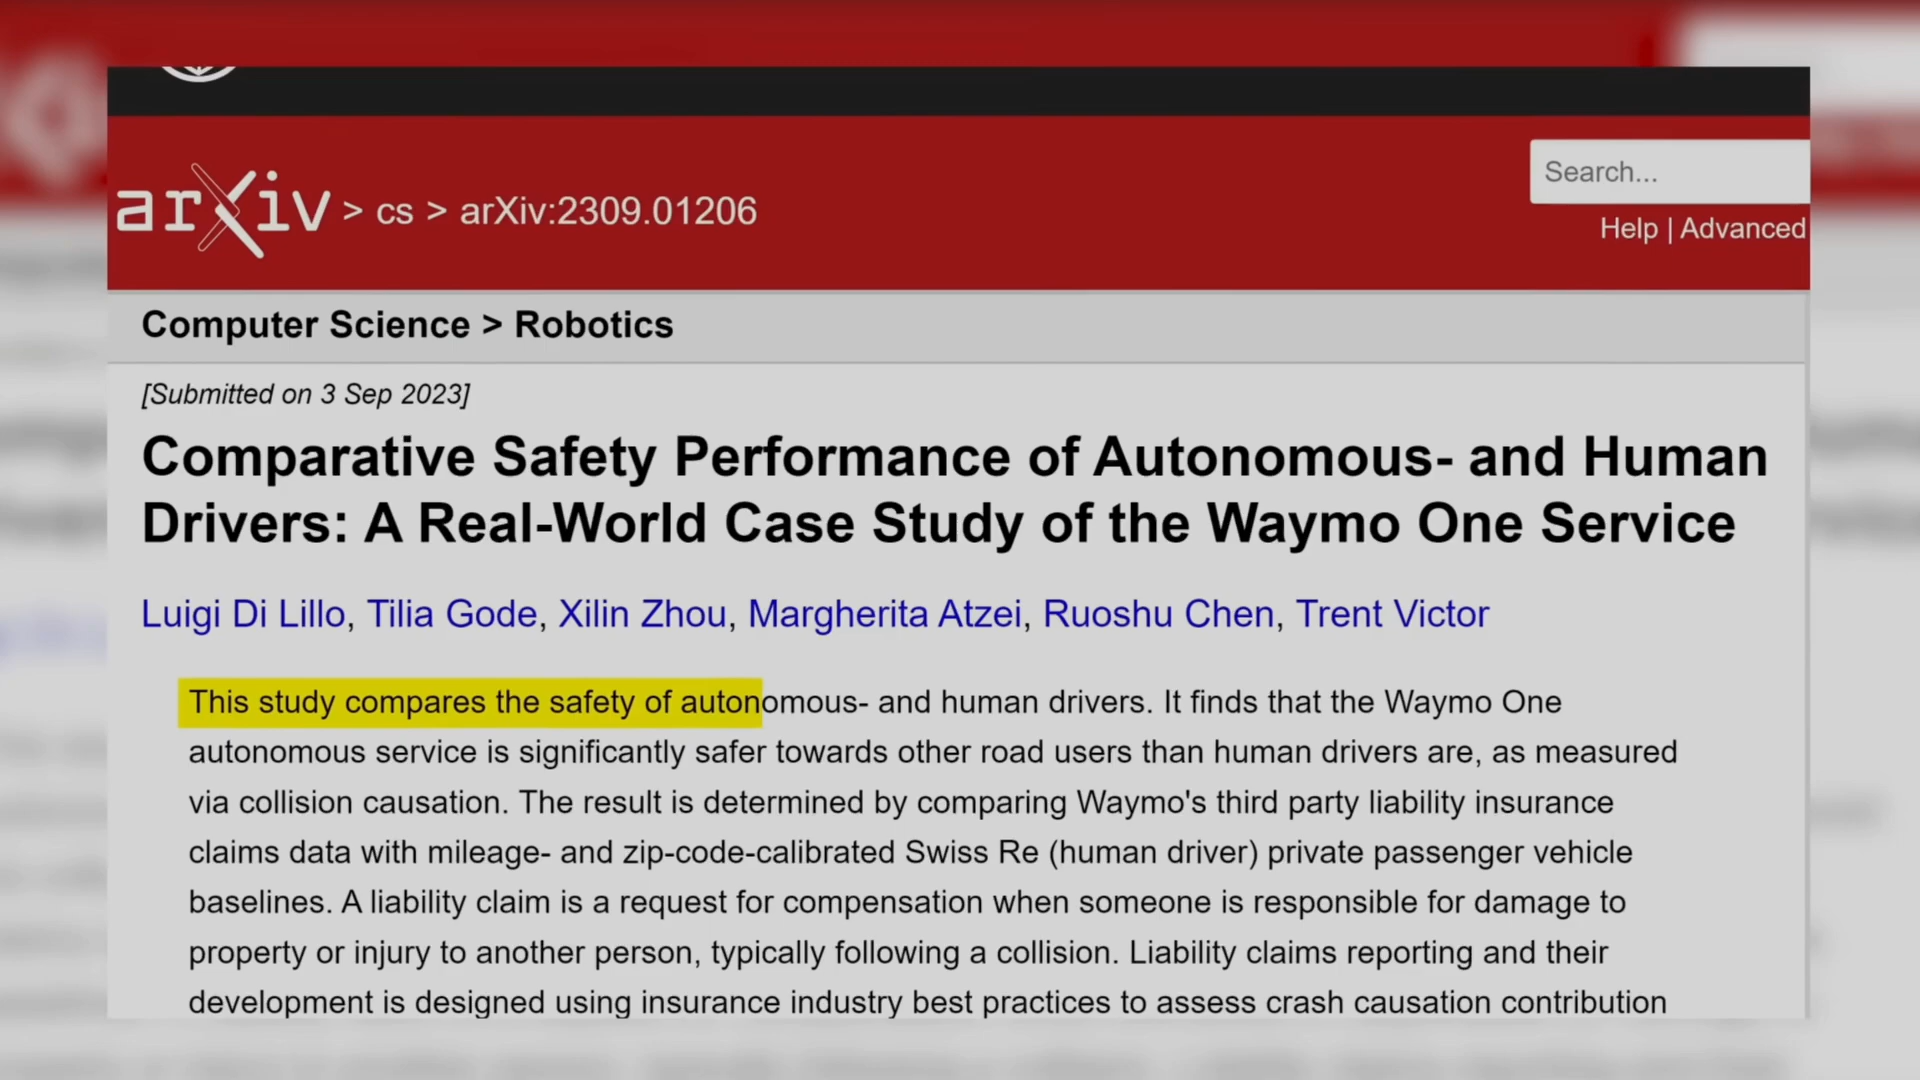 arXiv > cs > arXiv:2309.01206
Search...
Help | Advanced
Computer Science > Robotics
[Submitted on 3 Sep 2023]
Comparative Safety Performance of Autonomous- and Human
Drivers: A Real-World Case Study of the Waymo One Service
Luigi Di Lillo, Tilia Gode, Xilin Zhou, Margherita Atzei, Ruoshu Chen, Trent Victor
This study compares the safety of autonomous- and human drivers. It finds that the Waymo One
autonomous service is significantly safer towards other road users than human drivers are, as measured
via collision causation. The result is determined by comparing Waymo's third party liability insurance
claims data with mileage- and zip-code-calibrated Swiss Re (human driver) private passenger vehicle
baselines. A liability claim is a request for compensation when someone is responsible for damage to
property or injury to another person, typically following a collision. Liability claims reporting and their
development is designed using insurance industry best practices to assess crash causation contribution